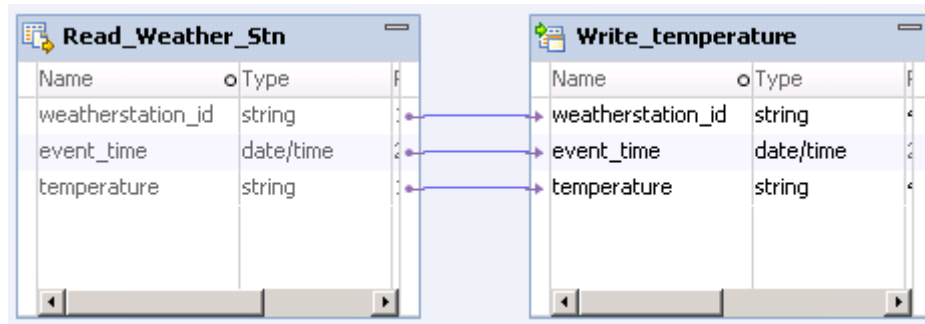 Read_Weather_Stn Write_temperature
Name Type Name Type
weatherstation_id string weatherstation_id string
event_time date/time event_time date/time
temperature string temperature string